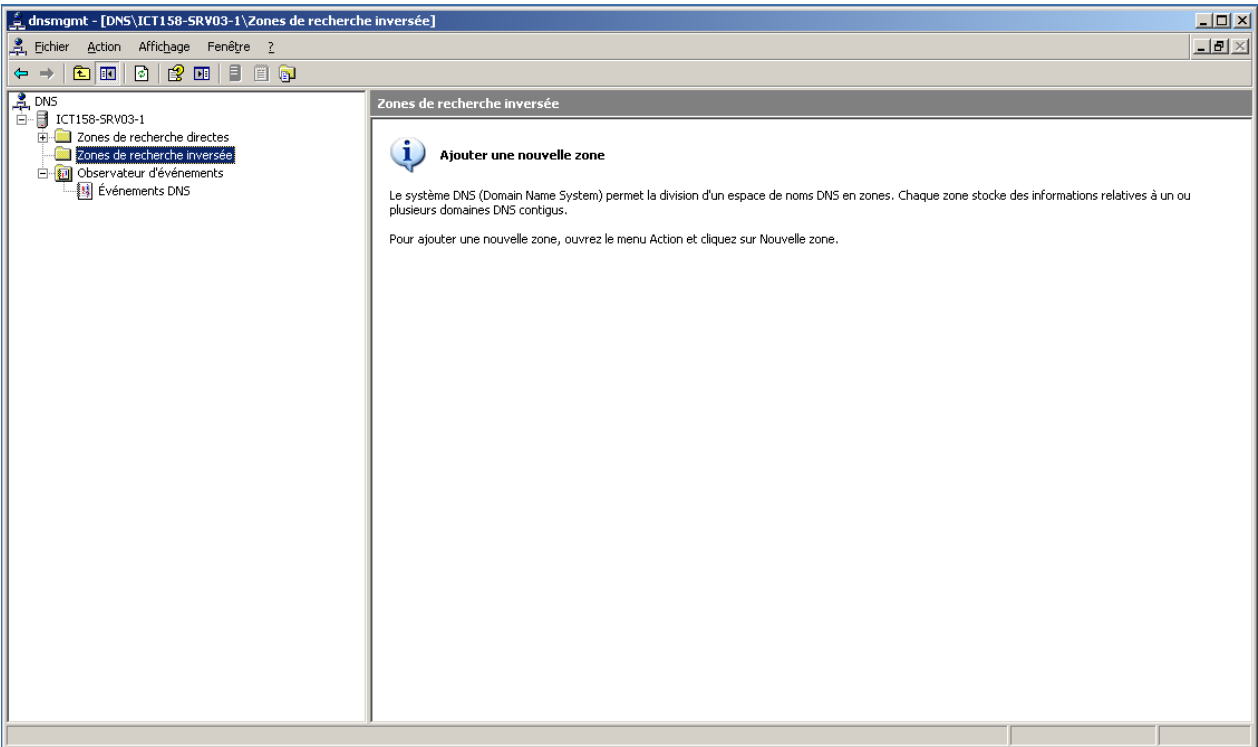 dnsmgmt - [DNS\ICT158-SRV03-1\Zones de recherche inversée]
Fichier Action Affichage Fenêtre ?
DNS
ICT158-SRV03-1
Zones de recherche directes
Zones de recherche inversée
Observateur d'événements
Événements DNS
Zones de recherche inversée
Ajouter une nouvelle zone
Le système DNS (Domain Name System) permet la division d'un espace de noms DNS en zones. Chaque zone stocke des informations relatives à un ou
plusieurs domaines DNS contigus.
Pour ajouter une nouvelle zone, ouvrez le menu Action et cliquez sur Nouvelle zone.